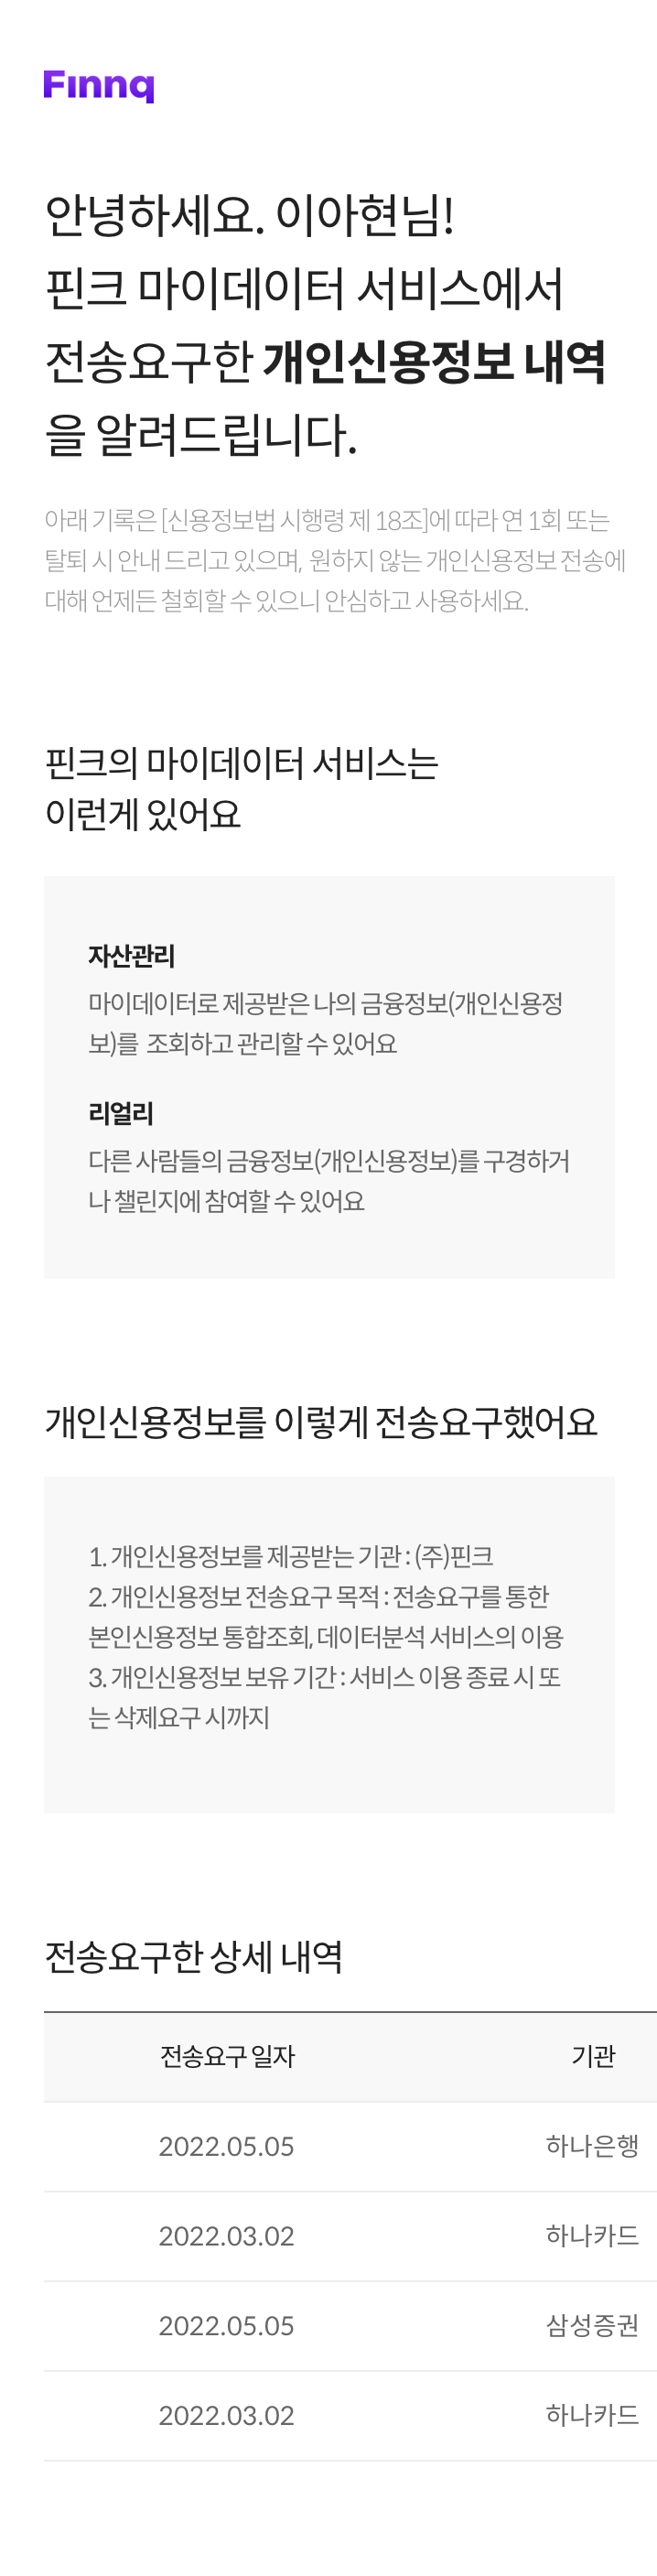 Finnq
안녕하세요. 이아현님!
핀크 마이데이터 서비스에서
전송요구한 개인신용정보 내역
을 알려드립니다.
아래 기록은 [신용정보법 시행령 제 18조]에 따라 연 1회 또는
탈퇴 시 안내 드리고 있으며, 원하지 않는 개인신용정보 전송에
대해 언제든 철회할 수 있으니 안심하고 사용하세요.
핀크의 마이데이터 서비스는
이런게 있어요
자산관리
마이데이터로 제공받은 나의 금융정보(개인신용정
보)를 조회하고 관리할 수 있어요
리얼리
다른 사람들의 금융정보(개인신용정보)를 구경하거
나 챌린지에 참여할 수 있어요
개인신용정보를 이렇게 전송요구했어요
1. 개인신용정보를 제공받는 기관 : (주)핀크
2. 개인신용정보 전송요구 목적 : 전송요구를 통한
본인신용정보 통합조회, 데이터분석 서비스의 이용
3. 개인신용정보 보유 기간 : 서비스 이용 종료 시 또
는 삭제요구 시까지
전송요구한 상세 내역
전송요구 일자 기관
2022.05.05 하나은행
2022.03.02 하나카드
2022.05.05 삼성증권
2022.03.02 하나카드